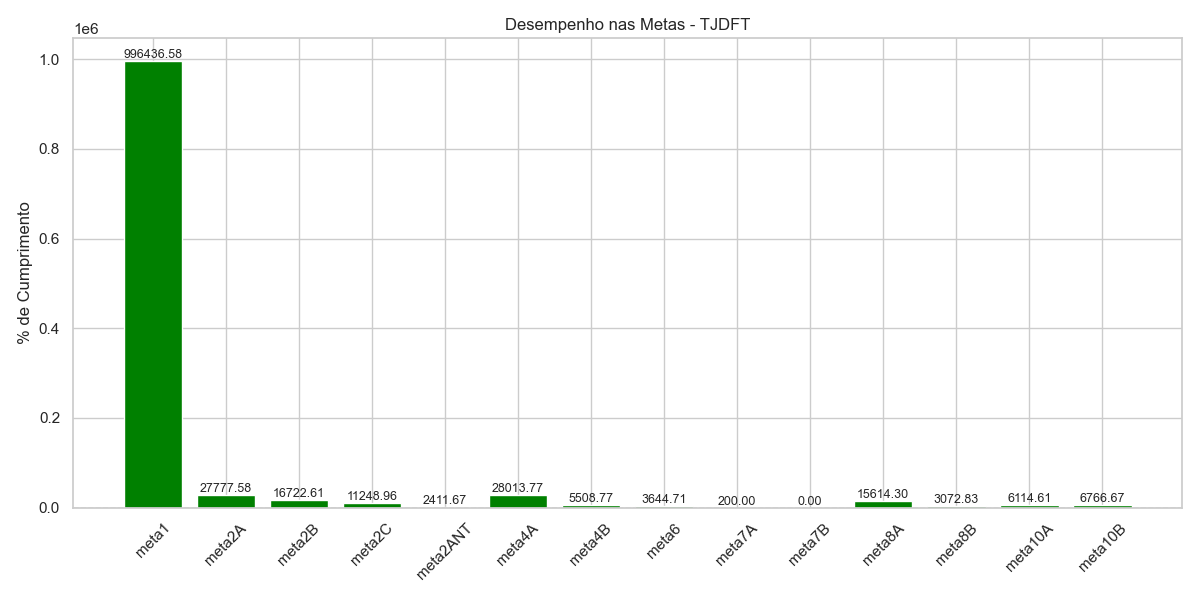 Desempenho nas Metas - TJDFT
1e6
% de Cumprimento
1.0
0.8
0.6
0.4
0.2
0.0
996436.58
27777.58
16722.61
11248.96
2411.67
28013.77
5508.77
3644.71
200.00
0.00
15614.30
3072.83
6114.61
6766.67
meta1
meta2A
meta2B
meta2C
meta2ANT
meta4A
meta4B
meta6
meta7A
meta7B
meta8A
meta8B
meta10A
meta10B